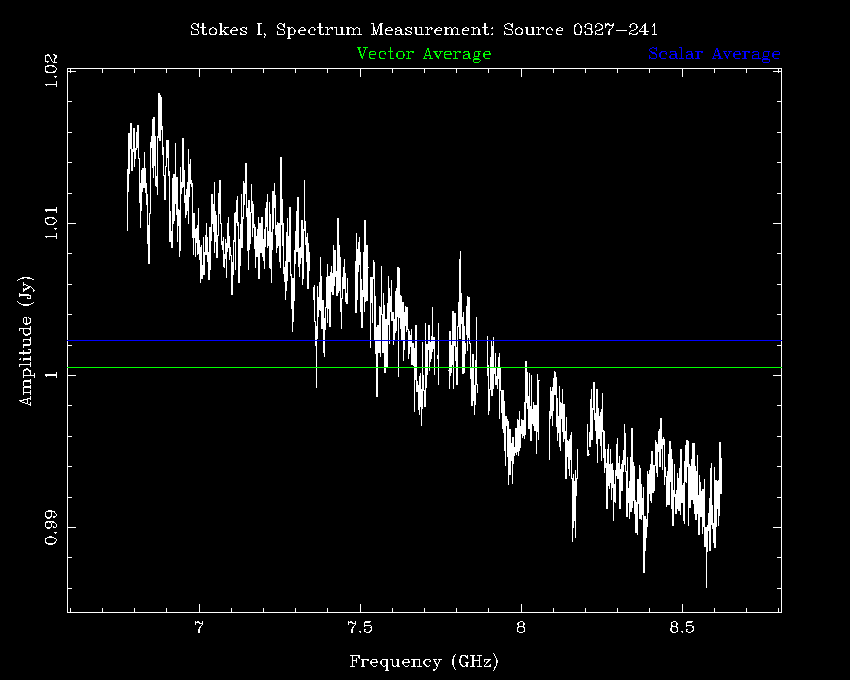 Stokes I, Spectrum Measurement: Source 0327-241
Vector Average
Scalar Average
1.02
1.01
1
0.99
Amplitude (Jy)
7
7.5
8
8.5
Frequency (GHz)